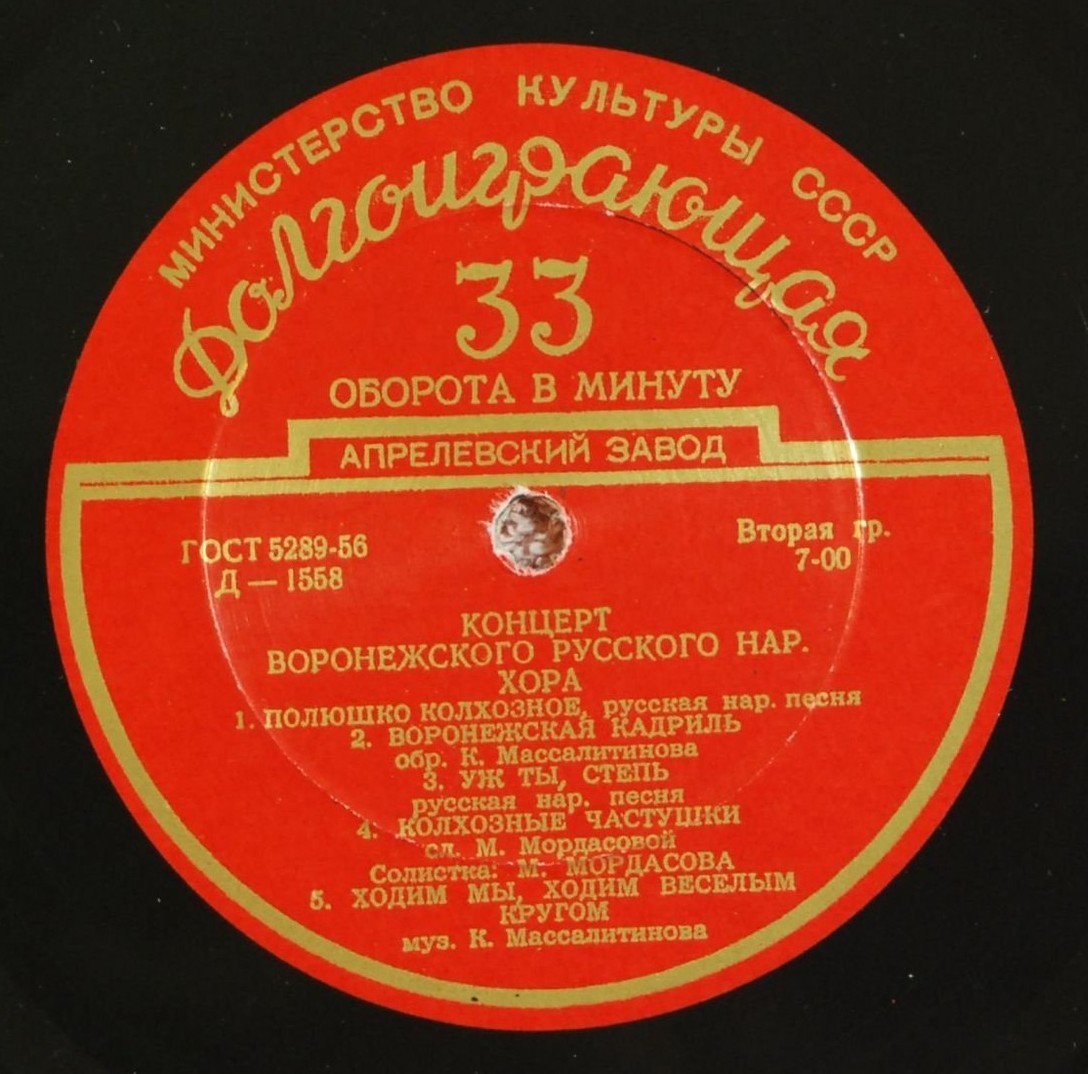 МИНИСТЕРСТВО КУЛЬТУРЫ СССР
Долгоиграющая
33
ОБОРОТА В МИНУТУ
АПРЕЛЕВСКИЙ ЗАВОД
ГОСТ 5289-56
Д — 1558
Вторая гр.
7-00
КОНЦЕРТ
ВОРОНЕЖСКОГО РУССКОГО НАР.
ХОРА
1. ПОЛЮШКО КОЛХОЗНОЕ, русская нар. песня
2. ВОРОНЕЖСКАЯ КАДРИЛЬ
обр. К. Массалитинова
3. УЖ ТЫ, СТЕПЬ
русская нар. песня
4. КОЛХОЗНЫЕ ЧАСТУШКИ
сл. М. Мордасовой
Солистка: М. МОРДАСОВА
5. ХОДИМ МЫ, ХОДИМ ВЕСЕЛЫМ
КРУГОМ
муз. К. Массалитинова